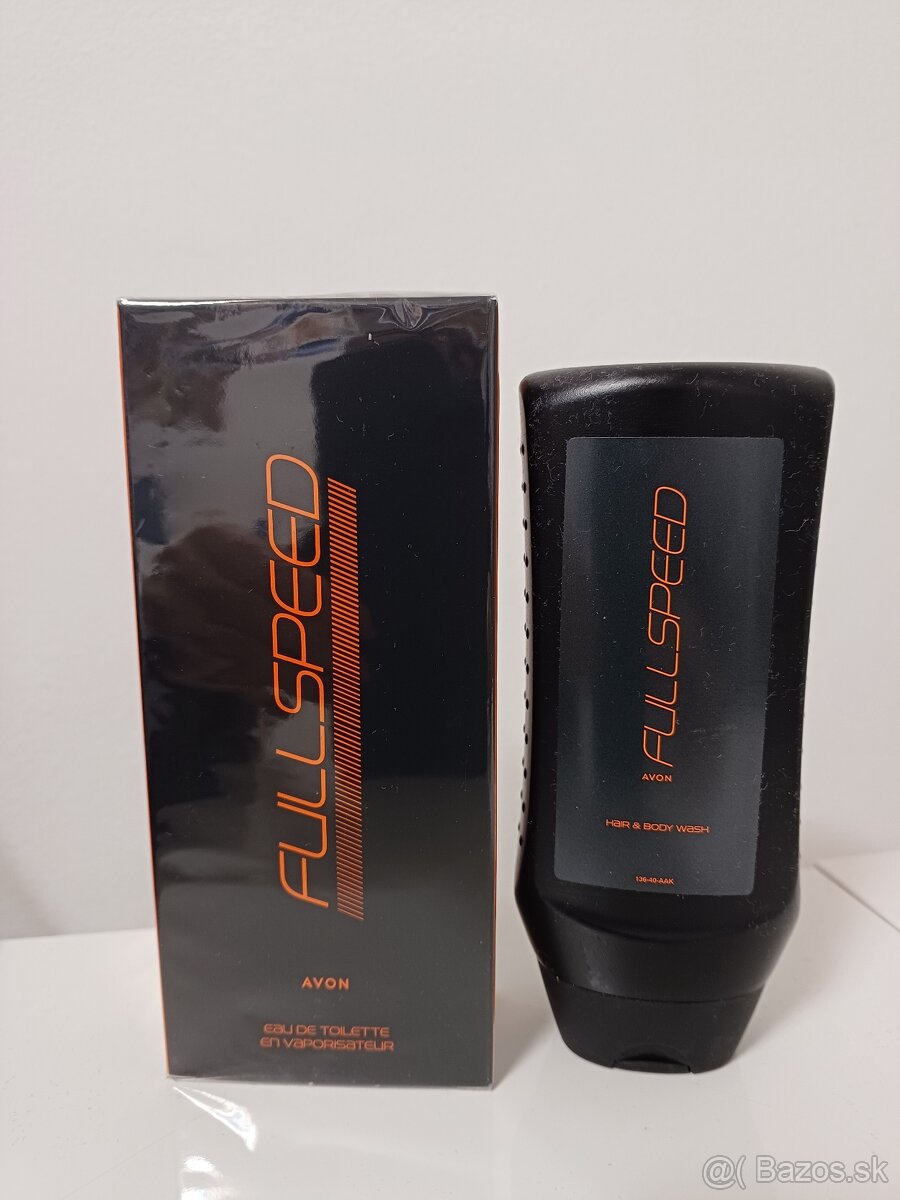 FULLSPEED
AVON
EAU DE TOILETTE
EN VAPORISATEUR
FULLSPEED
AVON
HAIR & BODY WASH
136-40-AAK
@( Bazos.sk